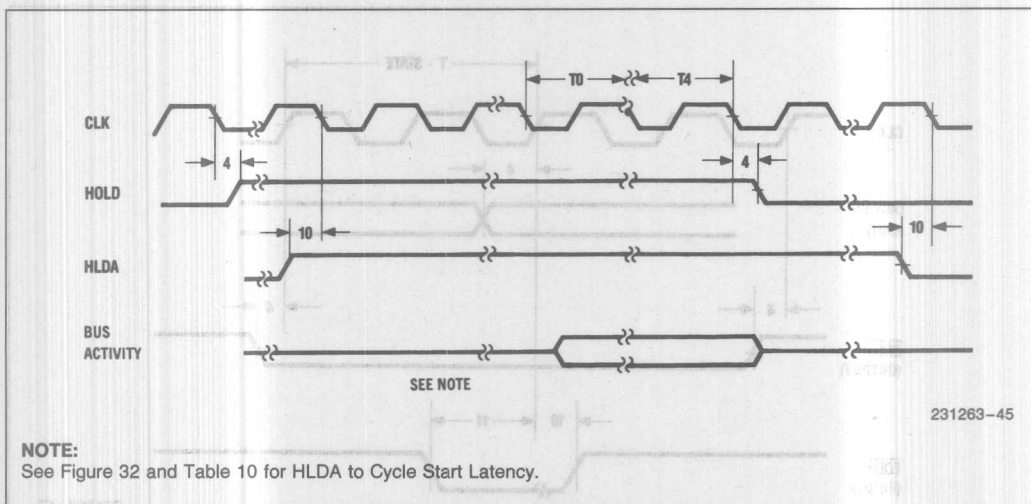 T0
T4
CLK
4
4
HOLD
10
10
HLDA
BUS
ACTIVITY
SEE NOTE
231263–45
NOTE:
See Figure 32 and Table 10 for HLDA to Cycle Start Latency.